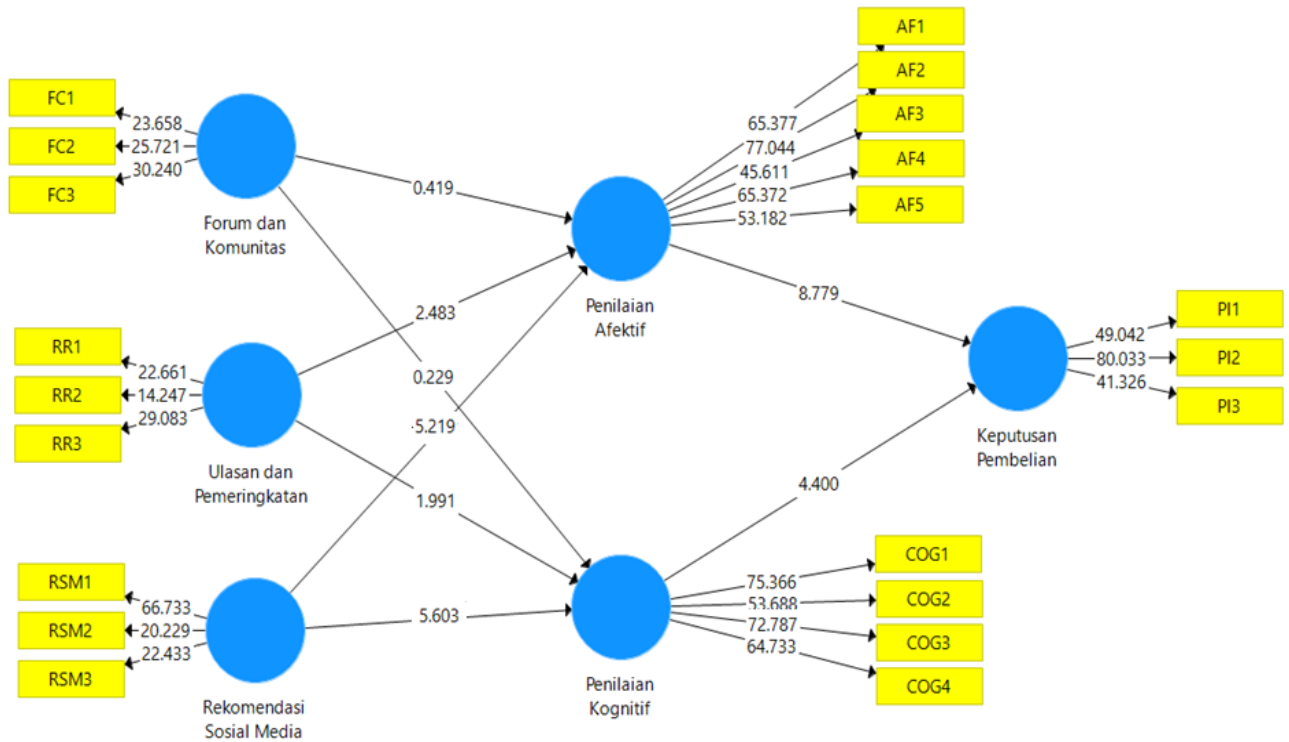 FC1
FC2
FC3
23.658
25.721
30.240
Forum dan
Komunitas
RR1
RR2
RR3
22.661
14.247
29.083
Ulasan dan
Pemeringkatan
RSM1
RSM2
RSM3
66.733
20.229
22.433
Rekomendasi
Sosial Media
0.419
2.483
0.229
5.219
1.991
5.603
AF1
AF2
AF3
AF4
AF5
65.377
77.044
45.611
65.372
53.182
Penilaian
Afektif
8.779
4.400
COG1
COG2
COG3
COG4
75.366
53.688
72.787
64.733
Penilaian
Kognitif
PI1
PI2
PI3
49.042
80.033
41.326
Keputusan
Pembelian